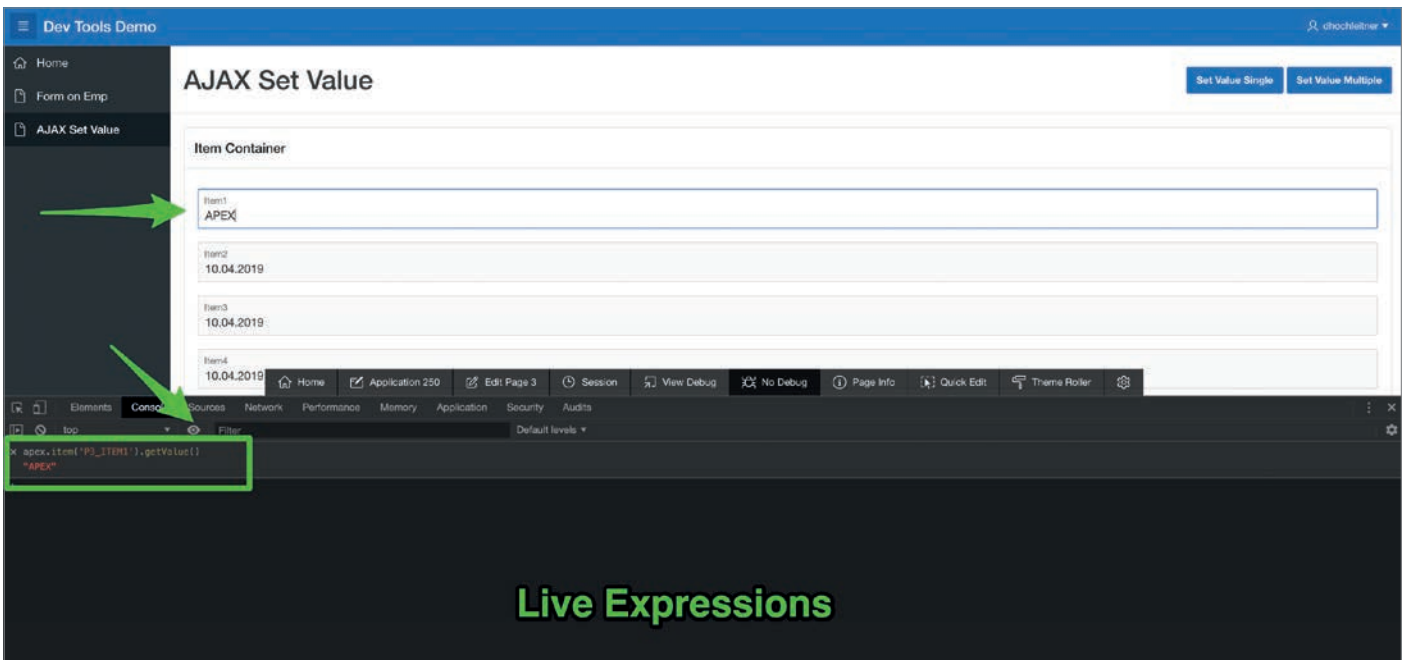 Dev Tools Demo
dhochleitner
Home
Form on Emp
AJAX Set Value
AJAX Set Value
Set Value Single
Set Value Multiple
Item Container
Item1
APEX
Item2
10.04.2019
Item3
10.04.2019
Item4
10.04.2019
Home Application 250 Edit Page 3 Session View Debug No Debug Page Info Quick Edit Theme Roller
Elements Console Sources Network Performance Memory Application Security Audits
top Filter Default levels
apex.item('P3_ITEM1').getValue()
"APEX"
Live Expressions